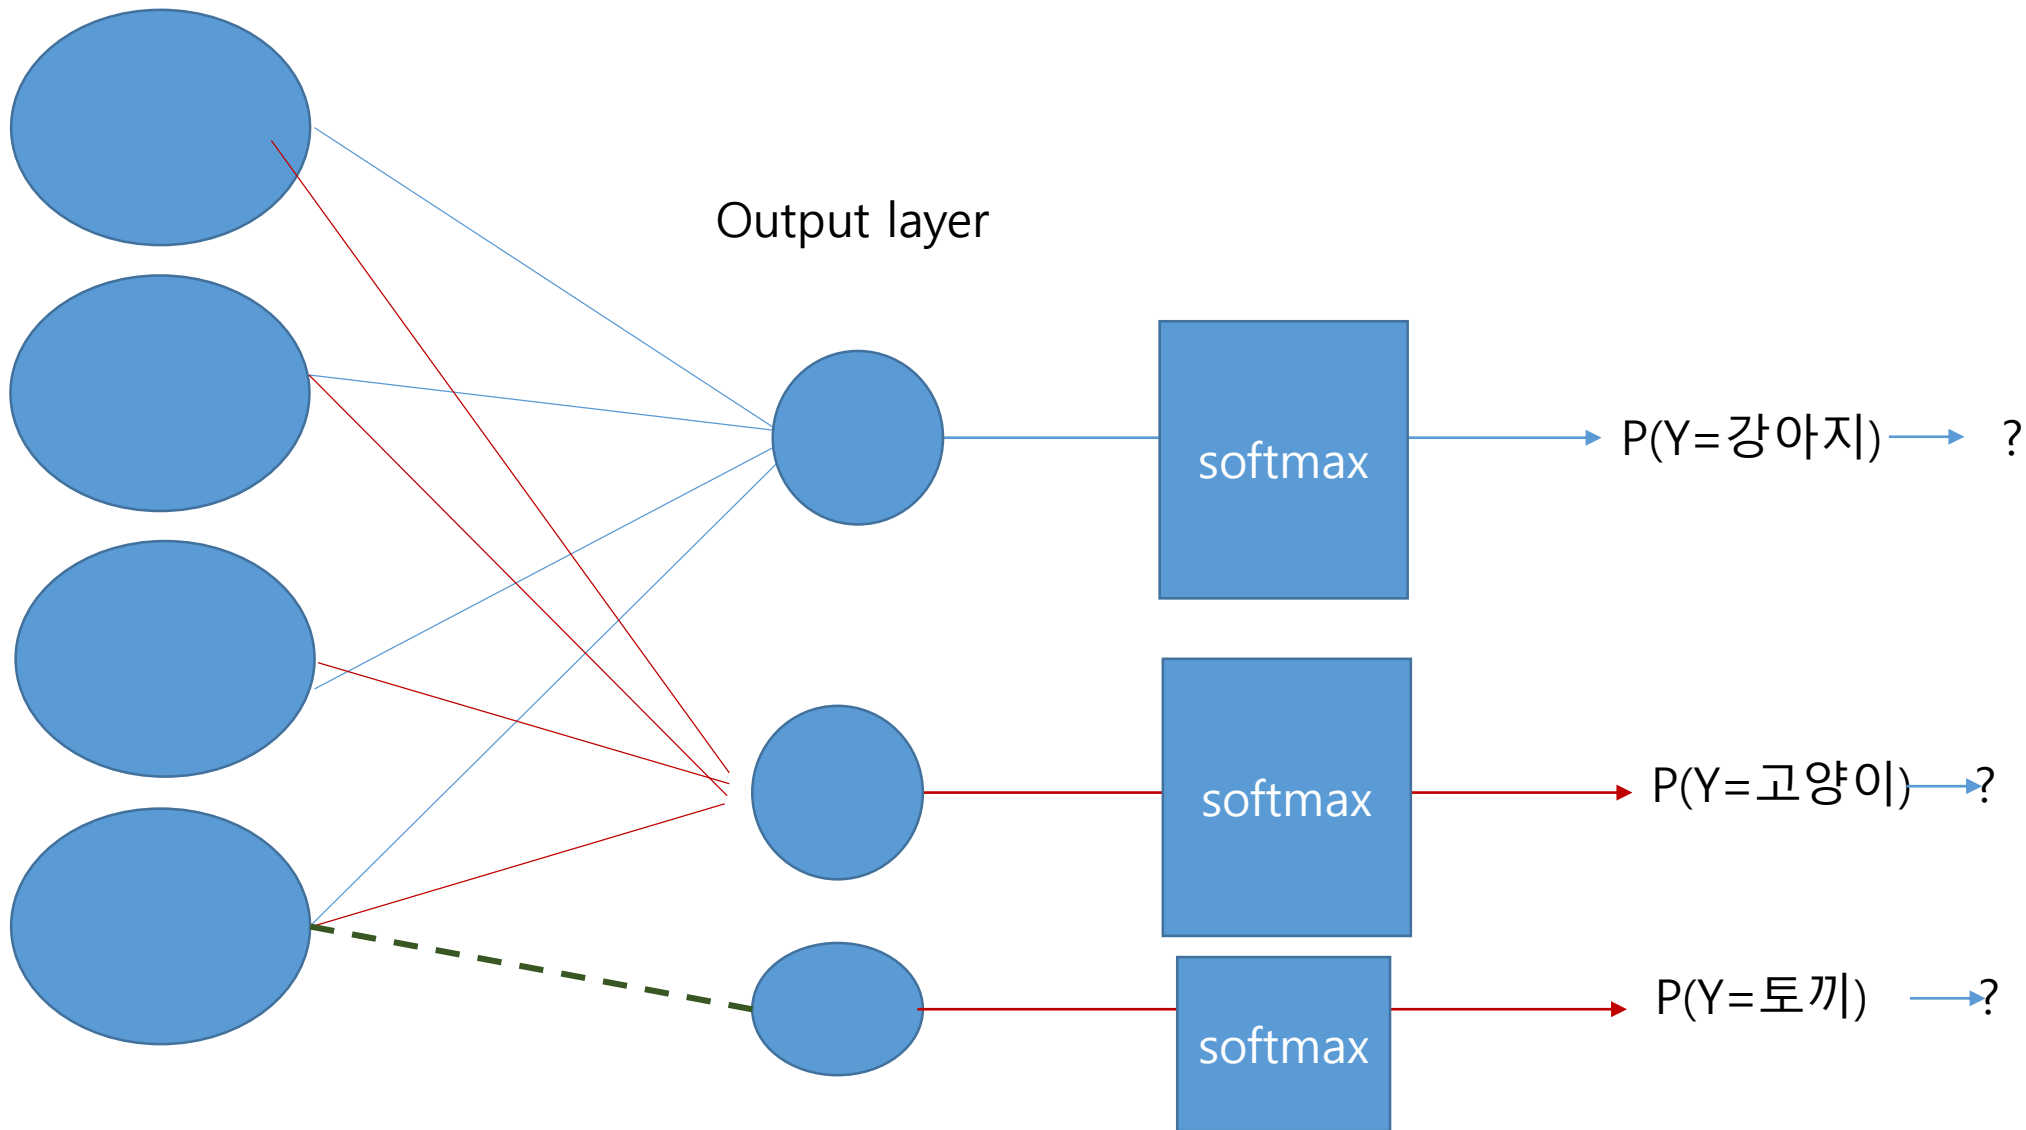 Output layer
softmax
P(Y=강아지) ?
softmax
P(Y=고양이) ?
softmax
P(Y=토끼) ?